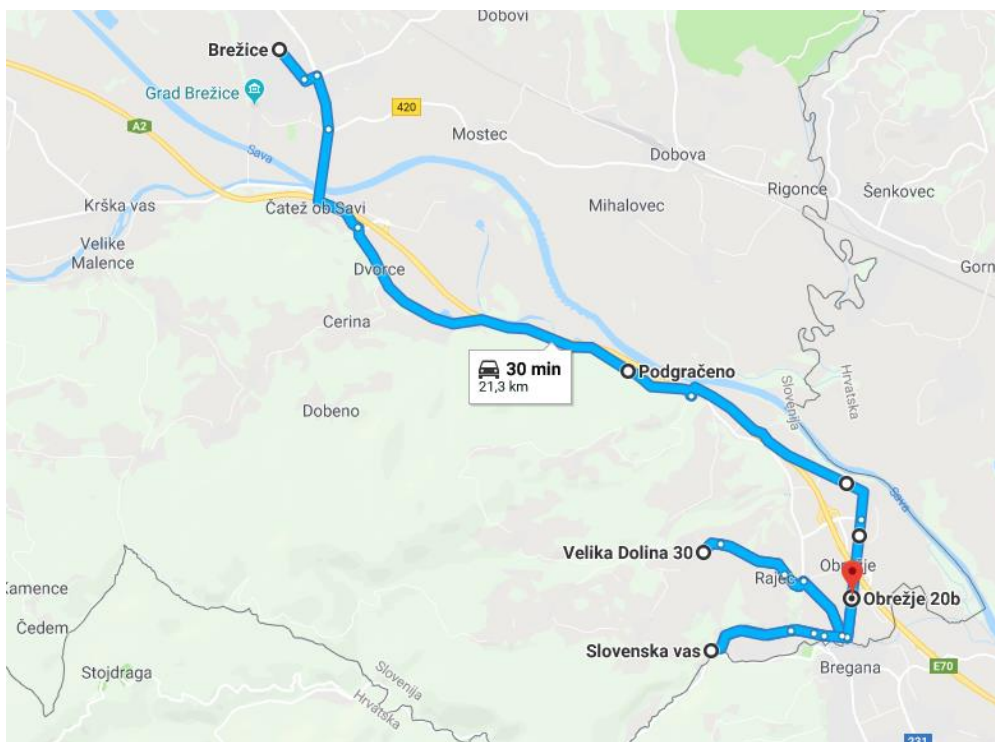 Dobovi
Brežice
Grad Brežice
420
A2
Mostec
Dobova
Sava
Rigonce
Šenkovec
Krška vas
Čatež ob Savi
Mihalovec
Velike
Malence
Dvorce
Gorn
Cerina
30 min
21,3 km
Podgračeno
Slovenija
Hrvatska
Dobeno
Sava
Velika Dolina 30
Obrežje
Rajec
Kamence
Obrežje 20b
Čedem
Slovenska vas
Bregana
E70
Stojdraga
Slovenija
Hrvatska
231